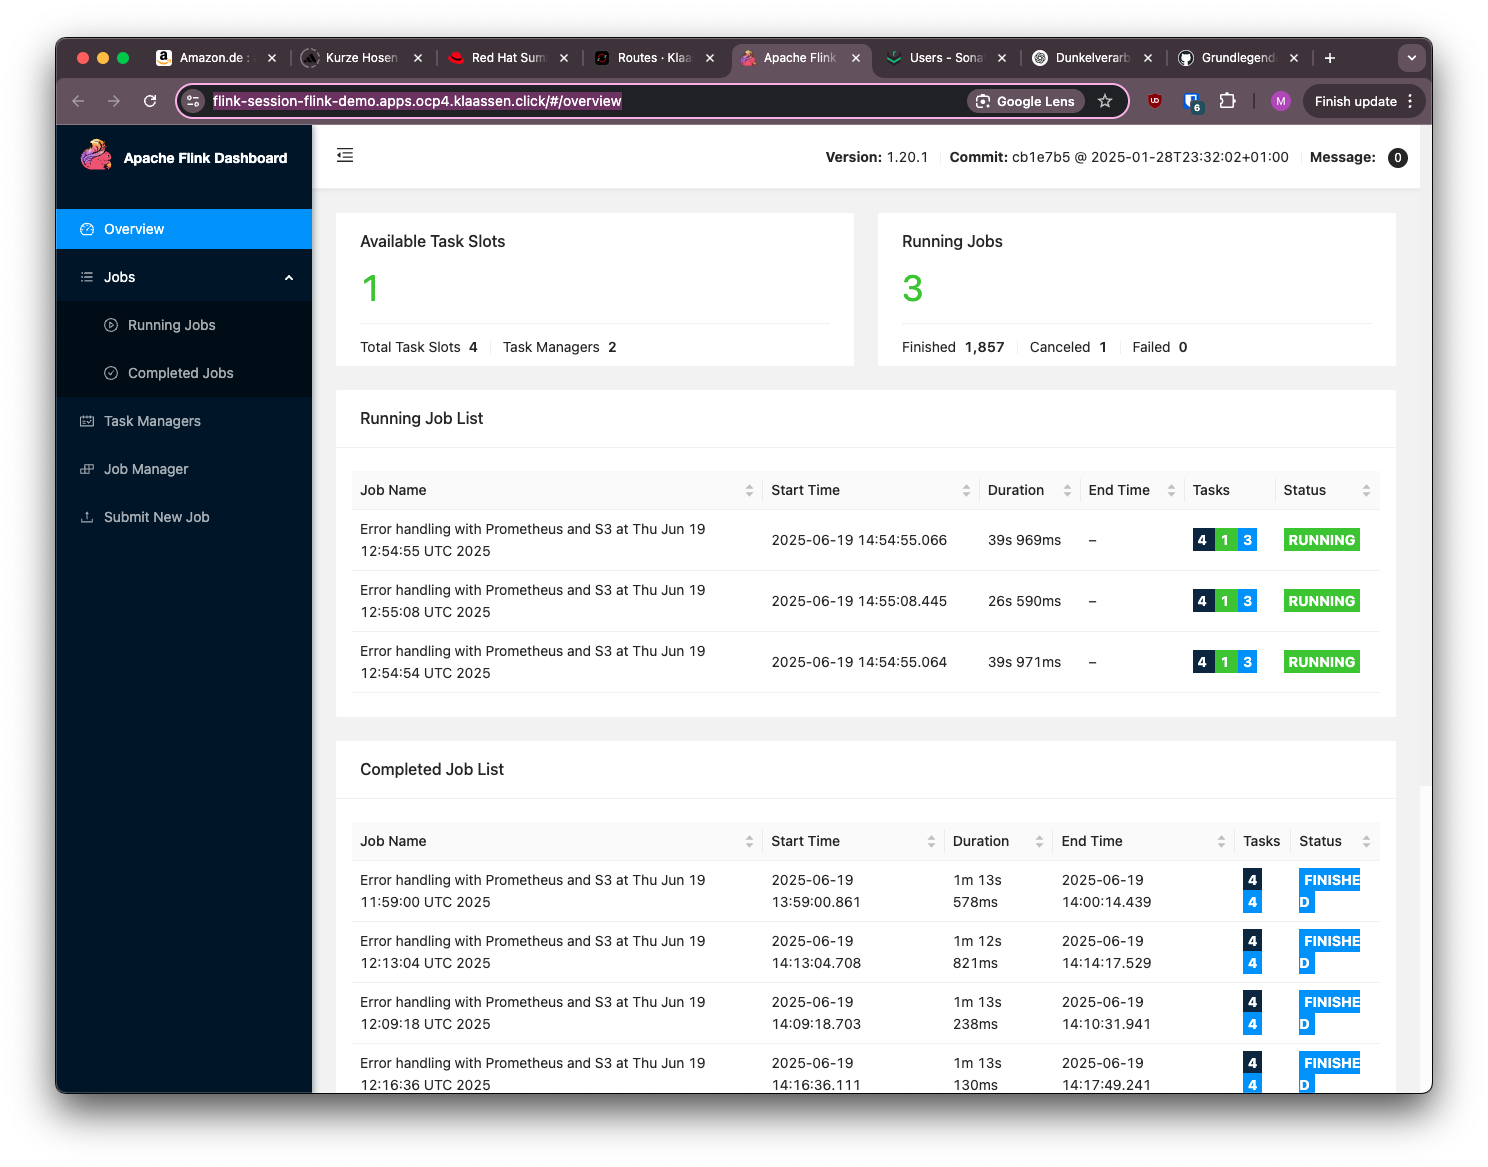 Amazon.de :
Kurze Hosen
Red Hat Sum
Routes · Klaa
Apache Flink
Users - Sona
Dunkelverarb
Grundlegend
flink-session-flink-demo.apps.ocp4.klaassen.click/#/overview
Google Lens
6
M
Finish update
Apache Flink Dashboard
Version: 1.20.1 Commit: cb1e7b5 @ 2025-01-28T23:32:02+01:00 Message: 0
Overview
Jobs
Running Jobs
Completed Jobs
Task Managers
Job Manager
Submit New Job
Available Task Slots
1
Total Task Slots 4 Task Managers 2
Running Jobs
3
Finished 1,857 Canceled 1 Failed 0
Running Job List
Job Name Start Time Duration End Time Tasks Status
Error handling with Prometheus and S3 at Thu Jun 19
12:54:55 UTC 2025
2025-06-19 14:54:55.066 39s 969ms – 4 1 3 RUNNING
Error handling with Prometheus and S3 at Thu Jun 19
12:55:08 UTC 2025
2025-06-19 14:55:08.445 26s 590ms – 4 1 3 RUNNING
Error handling with Prometheus and S3 at Thu Jun 19
12:54:54 UTC 2025
2025-06-19 14:54:55.064 39s 971ms – 4 1 3 RUNNING
Completed Job List
Job Name Start Time Duration End Time Tasks Status
Error handling with Prometheus and S3 at Thu Jun 19 2025-06-19 1m 13s 2025-06-19 4 FINISHE
11:59:00 UTC 2025 13:59:00.861 578ms 14:00:14.439 4 D
Error handling with Prometheus and S3 at Thu Jun 19 2025-06-19 1m 12s 2025-06-19 4 FINISHE
12:13:04 UTC 2025 14:13:04.708 821ms 14:14:17.529 4 D
Error handling with Prometheus and S3 at Thu Jun 19 2025-06-19 1m 13s 2025-06-19 4 FINISHE
12:09:18 UTC 2025 14:09:18.703 238ms 14:10:31.941 4 D
Error handling with Prometheus and S3 at Thu Jun 19 2025-06-19 1m 13s 2025-06-19 4 FINISHE
12:16:36 UTC 2025 14:16:36.111 130ms 14:17:49.241 4 D